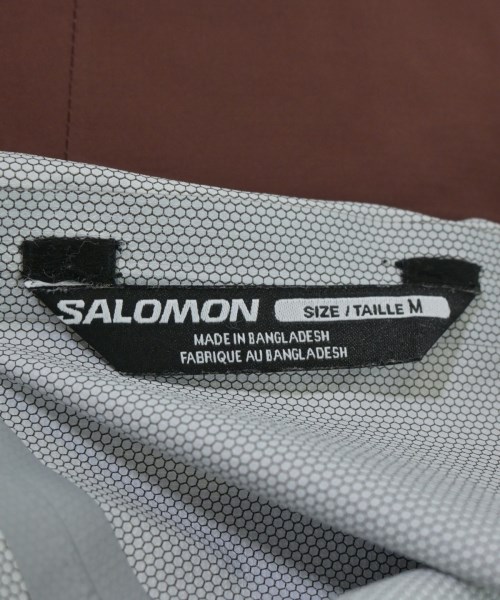 SALOMON SIZE / TAILLE M
MADE IN BANGLADESH
FABRIQUE AU BANGLADESH